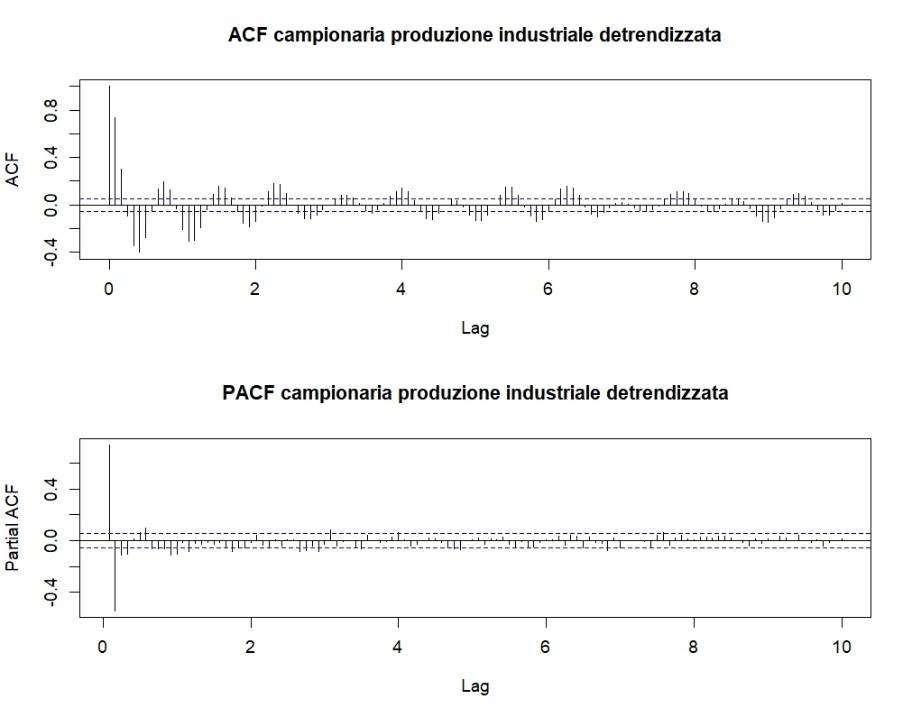 ACF campionaria produzione industriale detrendizzata
ACF
0.8
0.4
0.0
-0.4
0 2 4 6 8 10
Lag
PACF campionaria produzione industriale detrendizzata
Partial ACF
0.4
0.0
-0.4
0 2 4 6 8 10
Lag